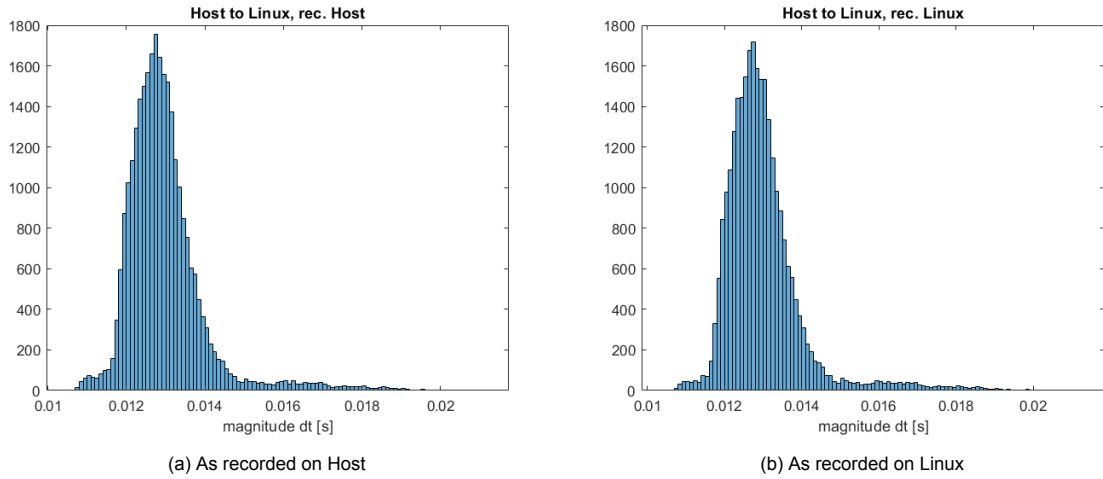 Host to Linux, rec. Host
1800
1600
1400
1200
1000
800
600
400
200
0
0.01 0.012 0.014 0.016 0.018 0.02
magnitude dt [s]
(a) As recorded on Host
Host to Linux, rec. Linux
1800
1600
1400
1200
1000
800
600
400
200
0
0.01 0.012 0.014 0.016 0.018 0.02
magnitude dt [s]
(b) As recorded on Linux